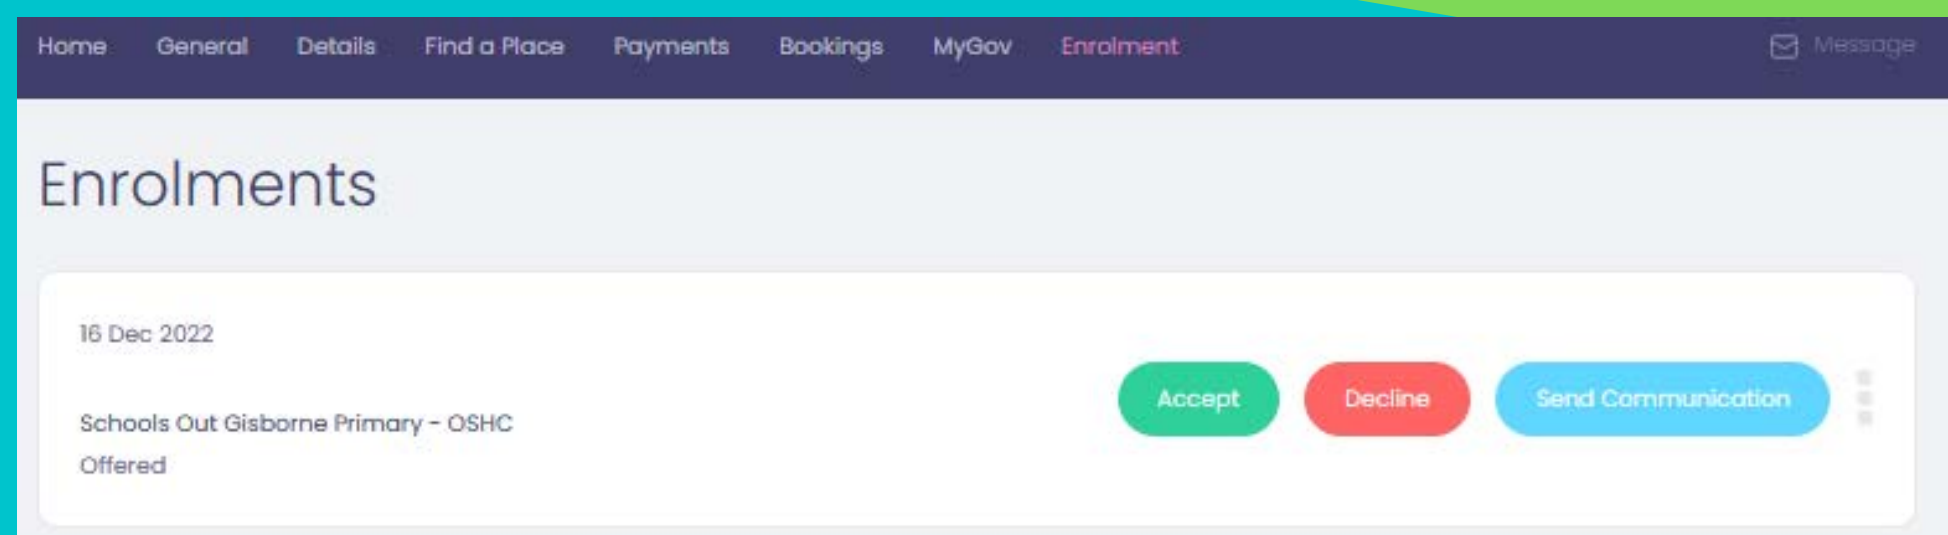 Home General Details Find a Place Payments Bookings MyGov Enrolment Message
Enrolments
16 Dec 2022
Accept Decline Send Communication
Schools Out Gisborne Primary - OSHC
Offered